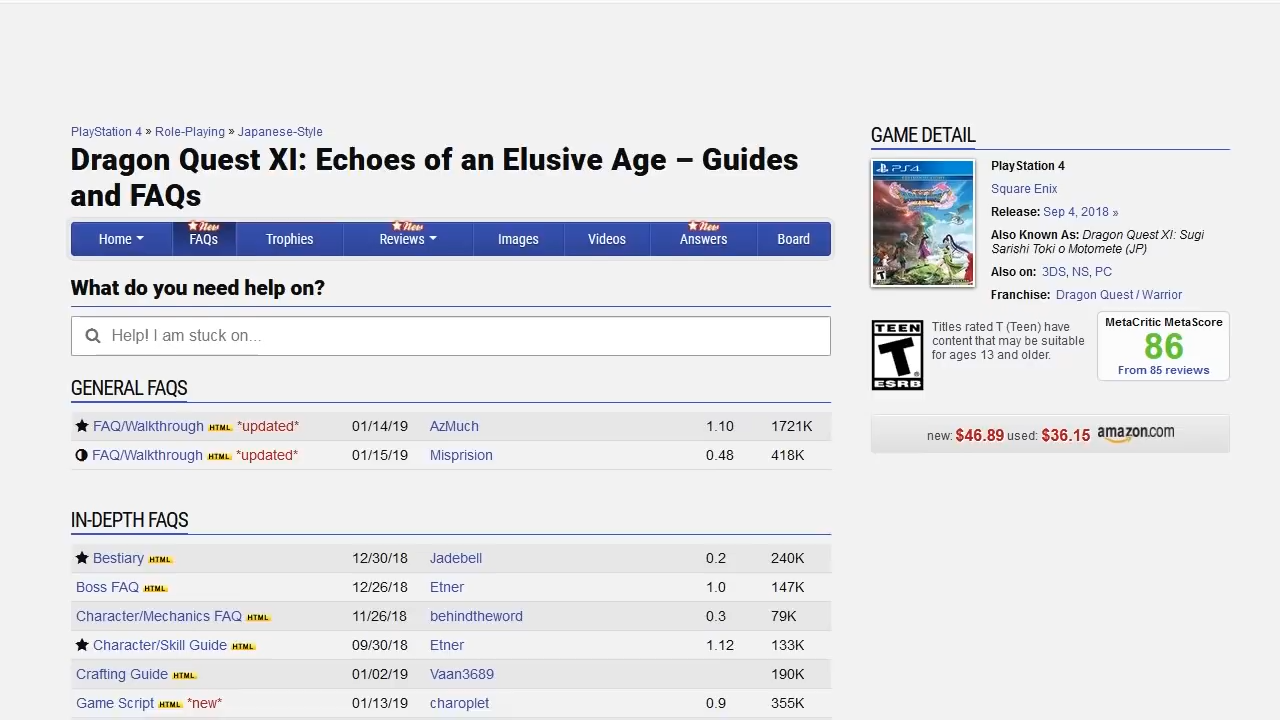 PlayStation 4 » Role-Playing » Japanese-Style
Dragon Quest XI: Echoes of an Elusive Age – Guides
and FAQs
Home
New
FAQs
Trophies
New
Reviews
Images
Videos
New
Answers
Board
What do you need help on?
Help! I am stuck on...
GENERAL FAQS
FAQ/Walkthrough HTML *updated* 01/14/19 AzMuch 1.10 1721K
FAQ/Walkthrough HTML *updated* 01/15/19 Misprision 0.48 418K
IN-DEPTH FAQS
Bestiary HTML 12/30/18 Jadebell 0.2 240K
Boss FAQ HTML 12/26/18 Etner 1.0 147K
Character/Mechanics FAQ HTML 11/26/18 behindtheword 0.3 79K
Character/Skill Guide HTML 09/30/18 Etner 1.12 133K
Crafting Guide HTML 01/02/19 Vaan3689 190K
Game Script HTML *new* 01/13/19 charoplet 0.9 355K
GAME DETAIL
PS4
PlayStation 4
Square Enix
Release: Sep 4, 2018 »
Also Known As: Dragon Quest XI: Sugi
Sarishi Toki o Motomete (JP)
Also on: 3DS, NS, PC
Franchise: Dragon Quest / Warrior
TEEN
T
ESRB
Titles rated T (Teen) have
content that may be suitable
for ages 13 and older.
MetaCritic MetaScore
86
From 85 reviews
new: $46.89 used: $36.15 amazon.com